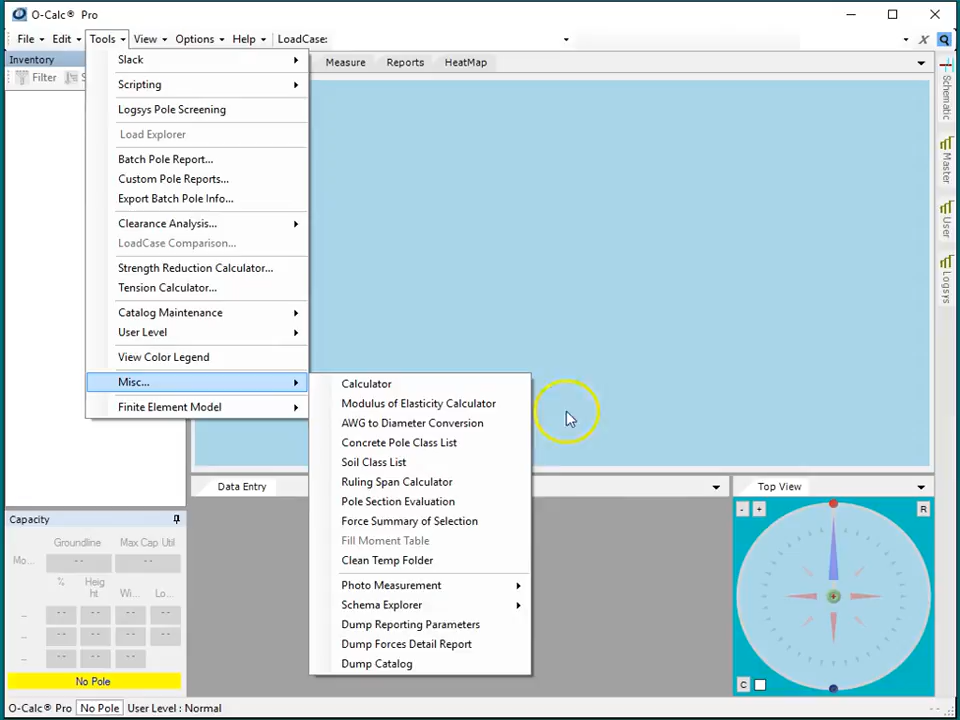 O-Calc® Pro
File Edit Tools View Options Help LoadCase: X
Inventory
Filter
Slack
Scripting
Logsys Pole Screening
Load Explorer
Batch Pole Report...
Custom Pole Reports...
Export Batch Pole Info...
Clearance Analysis...
LoadCase Comparison...
Strength Reduction Calculator...
Tension Calculator...
Catalog Maintenance
User Level
View Color Legend
Misc...
Finite Element Model
Calculator
Modulus of Elasticity Calculator
AWG to Diameter Conversion
Concrete Pole Class List
Soil Class List
Ruling Span Calculator
Pole Section Evaluation
Force Summary of Selection
Fill Moment Table
Clean Temp Folder
Photo Measurement
Schema Explorer
Dump Reporting Parameters
Dump Forces Detail Report
Dump Catalog
Measure Reports HeatMap
Schematic
Master
User
Logsys
Data Entry
Top View
- + R
C
Capacity
Groundline Max Cap Util
Mo... -- --
% Heig ht Wi... Lo...
-- -- -- -- --
-- -- -- -- --
-- -- -- --
No Pole
O-Calc® Pro No Pole User Level : Normal -- --